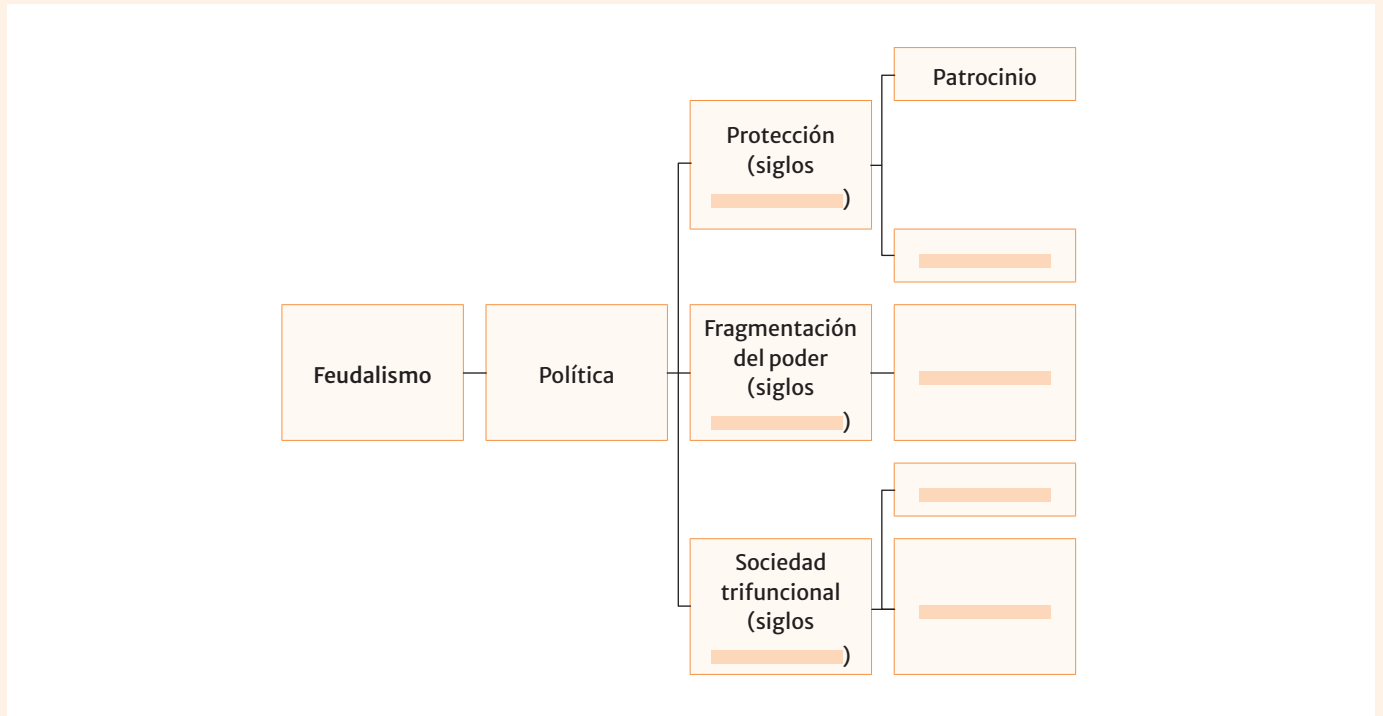 Feudalismo
Política
Protección
(siglos
)
Patrocinio
Fragmentación
del poder
(siglos
)
Sociedad
trifuncional
(siglos
)